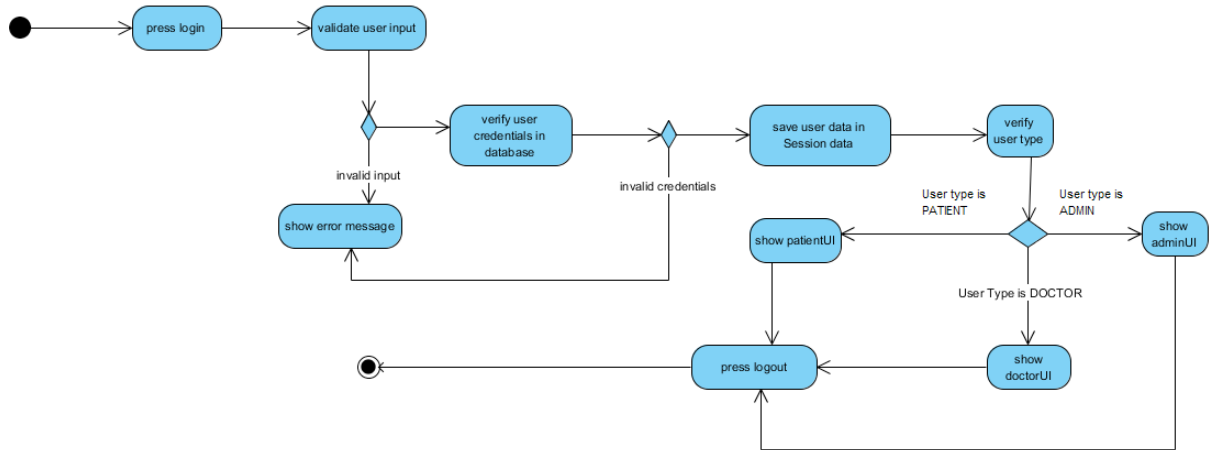 press login
validate user input
verify user
credentials in
database
save user data in
Session data
verify
user type
invalid input
invalid credentials
User type is
PATIENT
User type is
ADMIN
show error message
show patientUI
show
adminUI
User Type is DOCTOR
press logout
show
doctorUI